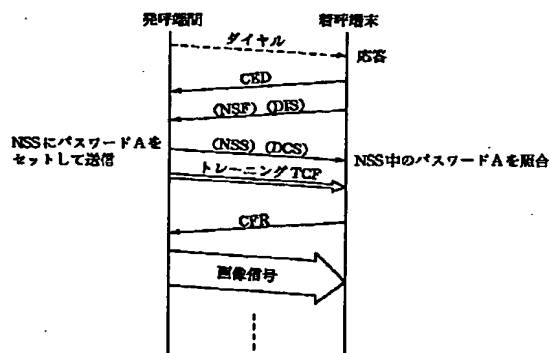 発呼端間
着呼端末
ダイヤル
応答
CED
(NSF) (DIS)
NSSにパスワードAを
セットして送信
(NSS) (DCS)
NSS中のパスワードAを照合
トレーニングTCF
CFR
画像信号